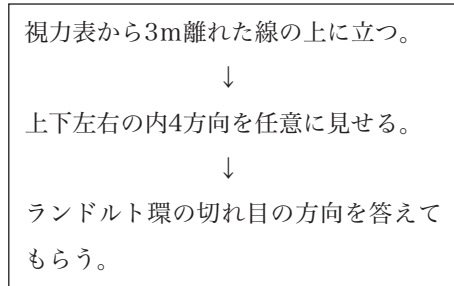 視力表から3m離れた線の上に立つ。
↓
上下左右の内4方向を任意に見せる。
↓
ランドルト環の切れ目の方向を答えて
もらう。